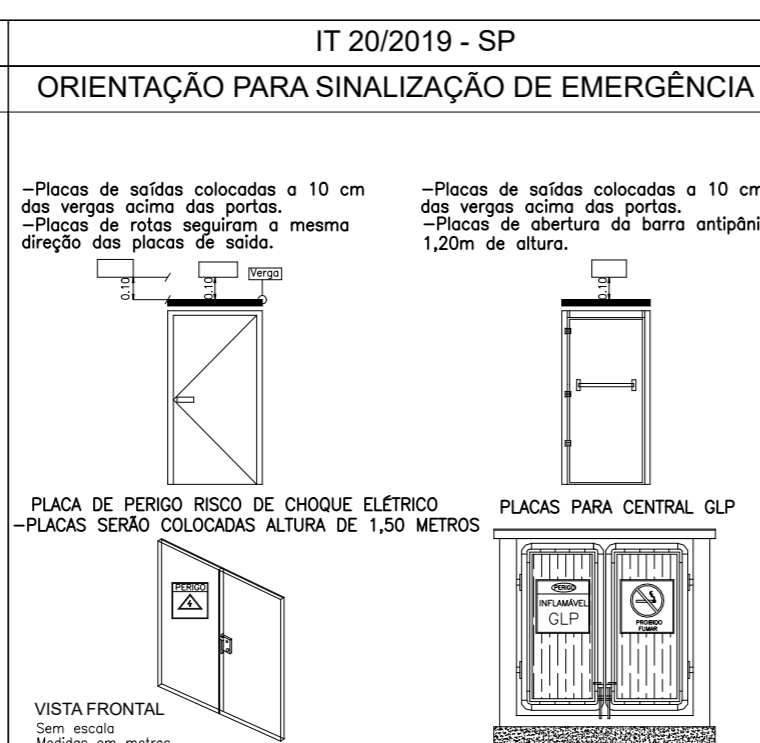 IT 20/2019 - SP
ORIENTAÇÃO PARA SINALIZAÇÃO DE EMERGÊNCIA
-Placas de saídas colocadas a 10 cm
das vergas acima das portas.
-Placas de rotas seguiram a mesma
direção das placas de saida.
0.10
0.10
Verga
-Placas de saídas colocadas a 10 cm
das vergas acima das portas.
-Placas de abertura da barra
1,20m de altura.
0.10
PLACA DE PERIGO RISCO DE CHOQUE ELÉTRICO
-PLACAS SERÃO COLOCADAS ALTURA DE 1,50 METROS
PERIGO
VISTA FRONTAL
Sem escala
Medidas em metros
PLACAS PARA CENTRAL GLP
PERIGO
INFLAMÁVEL
GLP
PROIBIDO
FUMAR